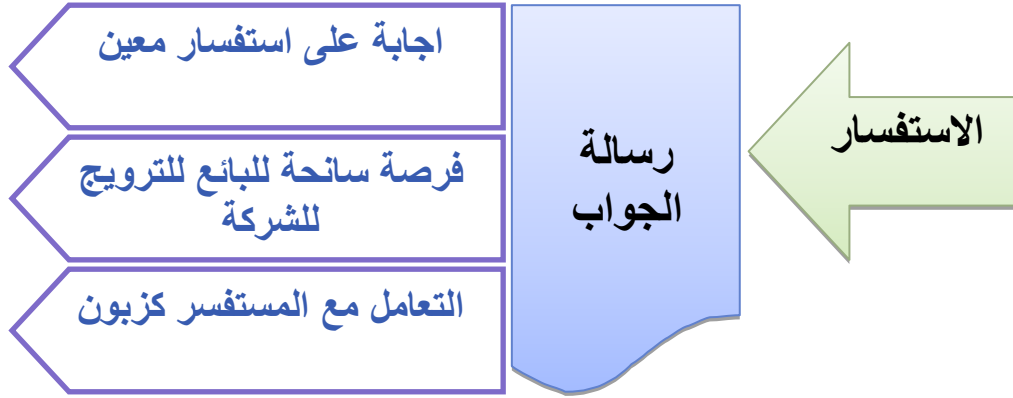 الاستفسار
رسالة
الجواب
اجابة على استفسار معين
فرصة سانحة للبائع للترويج
للشركة
التعامل مع المستفسر كزبون